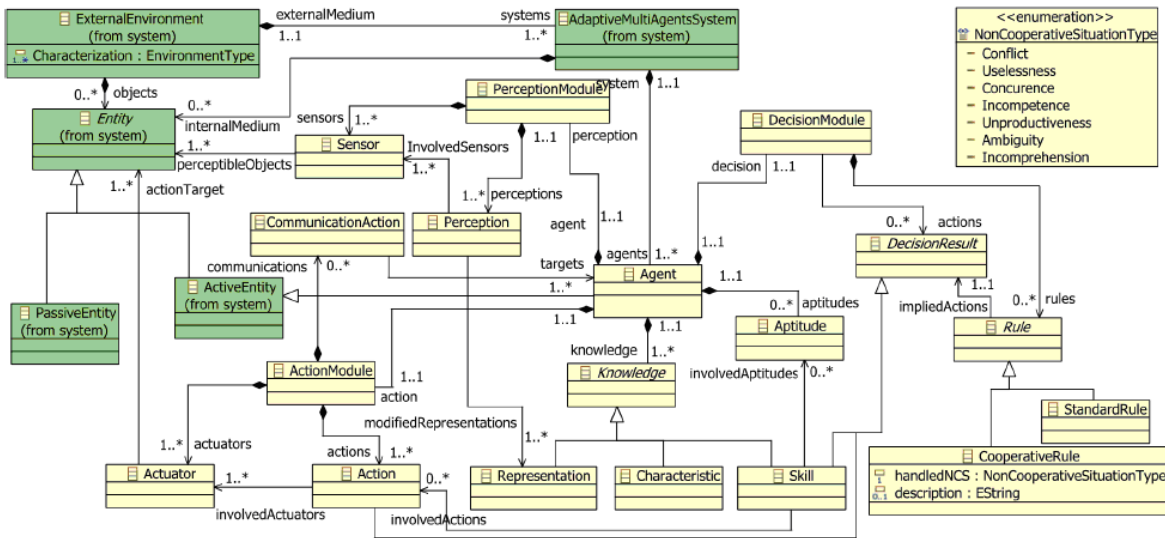 ExternalEnvironment
(from system)
Characterization : EnvironmentType
externalMedium
1..1
systems
1..*
AdaptiveMultiAgentsSystem
(from system)
<<enumeration>>
NonCooperativeSituationType
Conflict
Uselessness
Concurence
Incompetence
Unproductiveness
Ambiguity
Incomprehension
0..*
objects
0..*
internalMedium
system
1..1
Entity
(from system)
PerceptionModule
sensors
1..*
1..1
perception
DecisionModule
decision
1..1
1..*
perceptibleObjects
Sensor
InvolvedSensors
1..*
1..*
actionTarget
1..*
perceptions
CommunicationAction
Perception
agent
1..1
agents
1..*
1..1
0..*
actions
DecisionResult
communications
0..*
targets
1..*
Agent
1..1
1..1
impliedActions
0..*
rules
ActiveEntity
(from system)
PassiveEntity
(from system)
1..1
1..1
0..*
aptitudes
Aptitude
Rule
knowledge
1..*
ActionModule
1..1
action
Knowledge
involvedAptitudes
0..*
modifiedRepresentations
1..*
StandardRule
1..*
actuators
actions
1..*
Actuator
1..*
involvedActuators
Action
0..*
involvedActions
Representation
Characteristic
Skill
CooperativeRule
1
handledNCS : NonCooperativeSituationType
0..1
description : EString